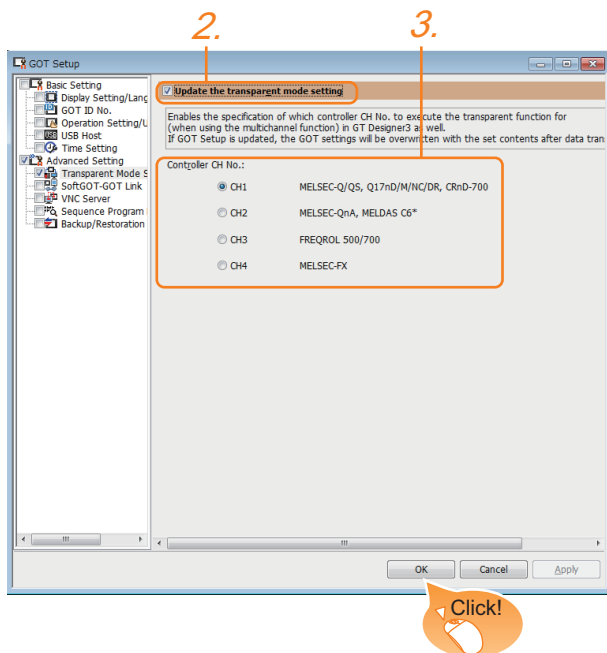 2.
3.
GOT Setup
Basic Setting
Display Setting/Lang
GOT ID No.
Operation Setting/U
USB Host
Time Setting
Advanced Setting
Transparent Mode S
SoftGOT-GOT Link
VNC Server
Sequence Program
Backup/Restoration
Update the transparent mode setting
Enables the specification of which controller CH No. to execute the transparent function for
(when using the multichannel function) in GT Designer3 as well.
If GOT Setup is updated, the GOT settings will be overwritten with the set contents after data tran
Controller CH No.:
CH1 MELSEC-Q/QS, Q17nD/M/NC/DR, CRnD-700
CH2 MELSEC-QnA, MELDAS C6*
CH3 FREQROL 500/700
CH4 MELSEC-FX
OK Cancel Apply
Click!